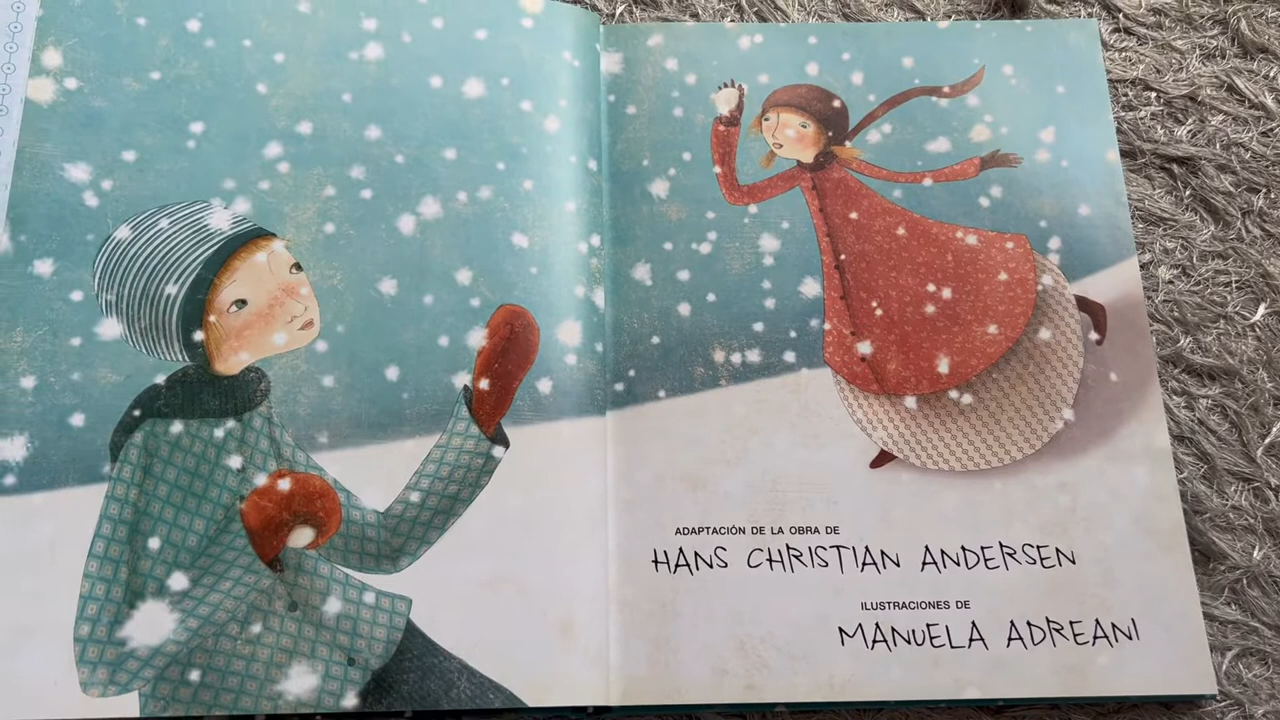 ADAPTACIÓN DE LA OBRA DE
HANS CHRISTIAN ANDERSEN
ILUSTRACIONES DE
MANUELA ADREANI